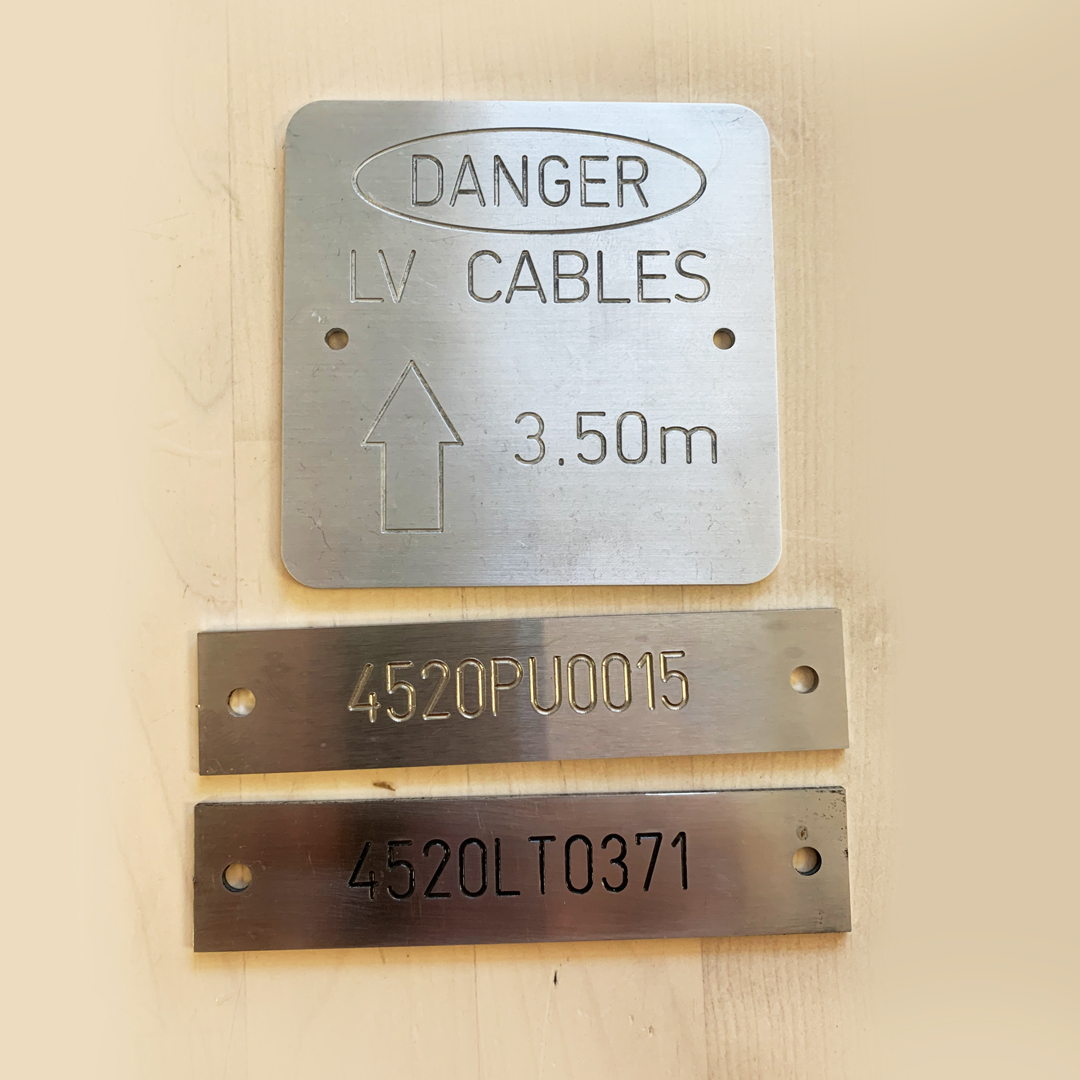 DANGER
LV CABLES
3.50m
4520PU0015
4520LT0371